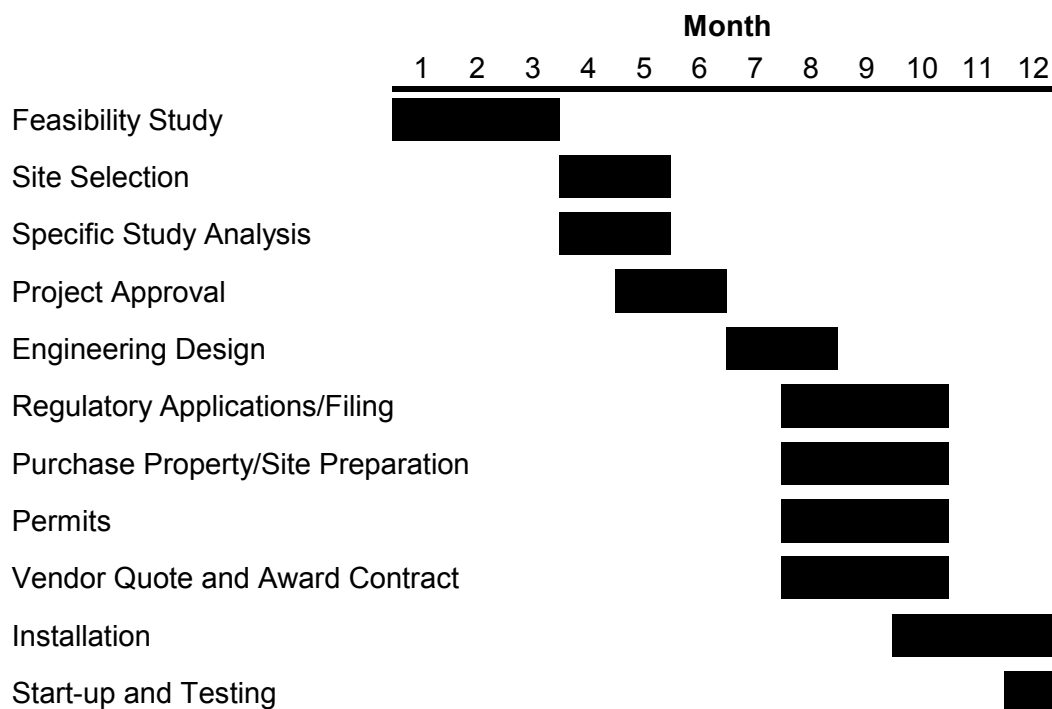 Month
1 2 3 4 5 6 7 8 9 10 11 12
Feasibility Study
Site Selection
Specific Study Analysis
Project Approval
Engineering Design
Regulatory Applications/Filing
Purchase Property/Site Preparation
Permits
Vendor Quote and Award Contract
Installation
Start-up and Testing